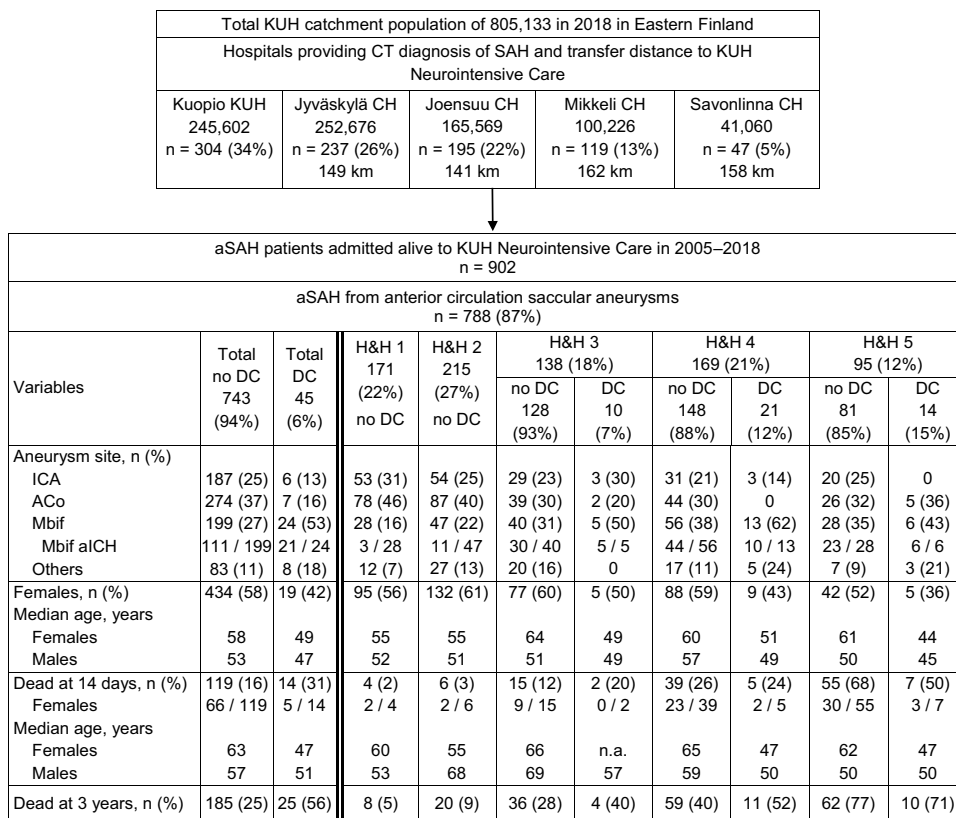 Total KUH catchment population of 805,133 in 2018 in Eastern Finland
Hospitals providing CT diagnosis of SAH and transfer distance to KUH
Neurointensive Care
Kuopio KUH Jyväskylä CH Joensuu CH Mikkeli CH Savonlinna CH
245,602 252,676 165,569 100,226 41,060
n = 304 (34%) n = 237 (26%) n = 195 (22%) n = 119 (13%) n = 47 (5%)
149 km 141 km 162 km 158 km
aSAH patients admitted alive to KUH Neurointensive Care in 2005–2018
n = 902
aSAH from anterior circulation saccular aneurysms
n = 788 (87%)
Variables
Total
no DC
743
(94%)
Total
DC
45
(6%)
H&H 1
171
(22%)
no DC
H&H 2
215
(27%)
no DC
H&H 3
138 (18%)
no DC
128
(93%)
DC
10
(7%)
H&H 4
169 (21%)
no DC
148
(88%)
DC
21
(12%)
H&H 5
95 (12%)
no DC
81
(85%)
DC
14
(15%)
Aneurysm site, n (%)
ICA 187 (25) 6 (13) 53 (31) 54 (25) 29 (23) 3 (30) 31 (21) 3 (14) 20 (25) 0
ACo 274 (37) 7 (16) 78 (46) 87 (40) 39 (30) 2 (20) 44 (30) 0 26 (32) 5 (36)
Mbif 199 (27) 24 (53) 28 (16) 47 (22) 40 (31) 5 (50) 56 (38) 13 (62) 28 (35) 6 (43)
Mbif aICH 111 / 199 21 / 24 3 / 28 11 / 47 30 / 40 5 / 5 44 / 56 10 / 13 23 / 28 6 / 6
Others 83 (11) 8 (18) 12 (7) 27 (13) 20 (16) 0 17 (11) 5 (24) 7 (9) 3 (21)
Females, n (%) 434 (58) 19 (42) 95 (56) 132 (61) 77 (60) 5 (50) 88 (59) 9 (43) 42 (52) 5 (36)
Median age, years
Females 58 49 55 55 64 49 60 51 61 44
Males 53 47 52 51 51 49 57 49 50 45
Dead at 14 days, n (%) 119 (16) 14 (31) 4 (2) 6 (3) 15 (12) 2 (20) 39 (26) 5 (24) 55 (68) 7 (50)
Females 66 / 119 5 / 14 2 / 4 2 / 6 9 / 15 0 / 2 23 / 39 2 / 5 30 / 55 3 / 7
Median age, years
Females 63 47 60 55 66 n.a. 65 47 62 47
Males 57 51 53 68 69 57 59 50 50 50
Dead at 3 years, n (%) 185 (25) 25 (56) 8 (5) 20 (9) 36 (28) 4 (40) 59 (40) 11 (52) 62 (77) 10 (71)